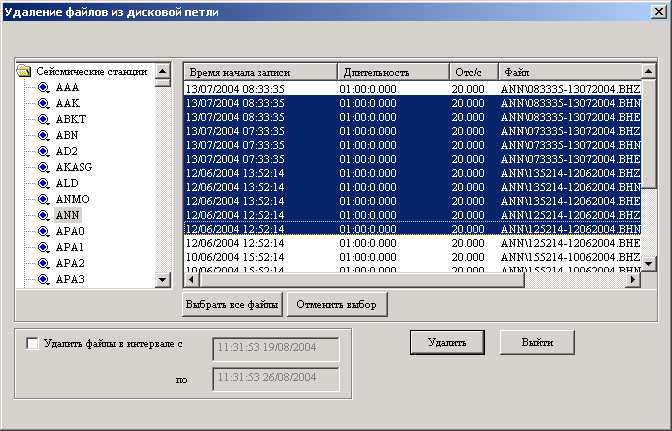 Удаление файлов из дисковой петли
Сейсмические станции
AAA
AAK
ABKT
ABN
AD2
AKASG
ALD
ANMO
ANN
APA0
APA1
APA2
APA3
Время начала записи Длительность Отс/с Файл
13/07/2004 08:33:35 01:00:0.000 20.000 ANN\083335-13072004.BHZ
13/07/2004 08:33:35 01:00:0.000 20.000 ANN\083335-13072004.BHN
13/07/2004 08:33:35 01:00:0.000 20.000 ANN\083335-13072004.BHE
13/07/2004 07:33:35 01:00:0.000 20.000 ANN\073335-13072004.BHZ
13/07/2004 07:33:35 01:00:0.000 20.000 ANN\073335-13072004.BHN
13/07/2004 07:33:35 01:00:0.000 20.000 ANN\073335-13072004.BHE
12/06/2004 13:52:14 01:00:0.000 20.000 ANN\135214-12062004.BHZ
12/06/2004 13:52:14 01:00:0.000 20.000 ANN\135214-12062004.BHN
12/06/2004 13:52:14 01:00:0.000 20.000 ANN\135214-12062004.BHE
12/06/2004 12:52:14 01:00:0.000 20.000 ANN\125214-12062004.BHZ
12/06/2004 12:52:14 01:00:0.000 20.000 ANN\125214-12062004.BHN
12/06/2004 12:52:14 01:00:0.000 20.000 ANN\125214-12062004.BHE
10/06/2004 15:52:14 01:00:0.000 20.000 ANN\155214-10062004.BHZ
10/06/2004 15:52:14 01:00:0.000 20.000 ANN\155214-10062004.BHN
Выбрать все файлы
Отменить выбор
Удалить файлы в интервале с
11:31:53 19/08/2004
по
11:31:53 26/08/2004
Удалить
Выйти